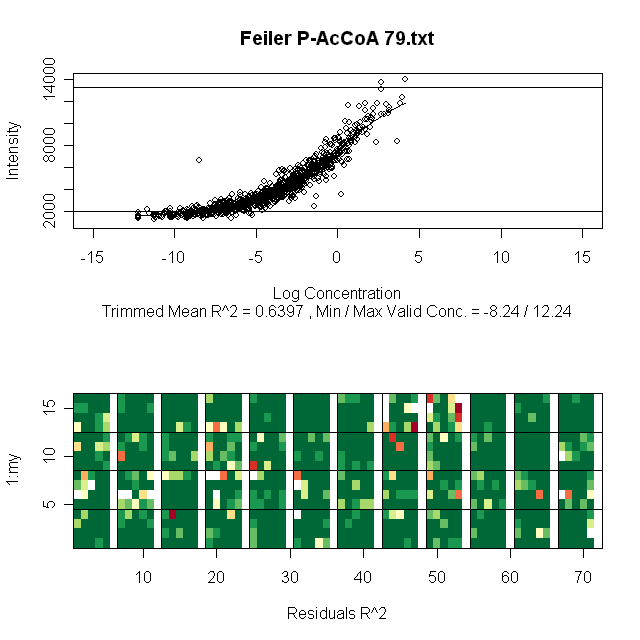 Feiler P-AcCoA 79.txt
Intensity
14000
8000
2000
-15 -10 -5 0 5 10 15
Log Concentration
Trimmed Mean R^2 = 0.6397 , Min / Max Valid Conc. = -8.24 / 12.24
1:my
15
10
5
10 20 30 40 50 60 70
Residuals R^2